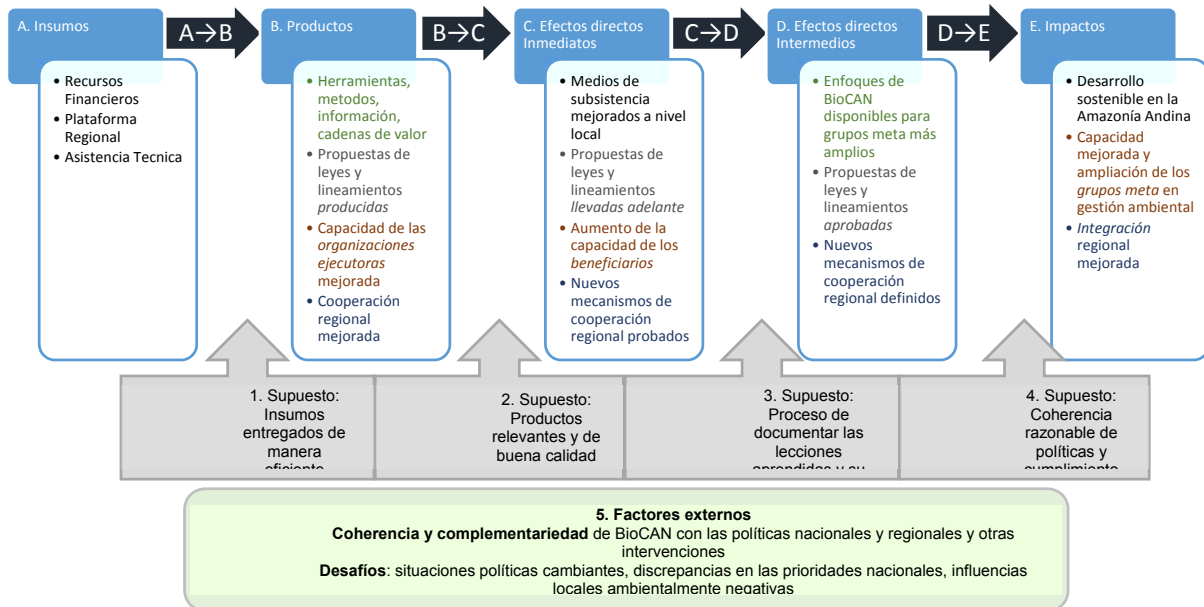 A. Insumos
A→B
B. Productos
B→C
C. Efectos directos
Inmediatos
C→D
D. Efectos directos
Intermedios
D→E
E. Impactos
• Recursos
Financieros
• Plataforma
Regional
• Asistencia Tecnica
• Herramientas,
metodos,
información,
cadenas de valor
• Propuestas de
leyes y
lineamientos
producidas
• Capacidad de las
organizaciones
ejecutoras
mejorada
• Cooperación
regional
mejorada
• Medios de
subsistencia
mejorados a nivel
local
• Propuestas de
leyes y
lineamientos
llevadas adelante
• Aumento de la
capacidad de los
beneficiarios
• Nuevos
mecanismos de
cooperación
regional probados
• Enfoques de
BioCAN
disponibles para
grupos meta más
amplios
• Propuestas de
leyes y
lineamientos
aprobadas
• Nuevos
mecanismos de
cooperación
regional definidos
• Desarrollo
sostenible en la
Amazonía Andina
• Capacidad
mejorada y
ampliación de los
grupos meta en
gestión ambiental
• Integración
regional
mejorada
1. Supuesto:
Insumos
entregados de
manera
eficiente
2. Supuesto:
Productos
relevantes y de
buena calidad
3. Supuesto:
Proceso de
documentar las
lecciones
aprendidas y su
4. Supuesto:
Coherencia
razonable de
políticas y
cumplimiento
5. Factores externos
Coherencia y complementariedad de BioCAN con las políticas nacionales y regionales y otras
intervenciones
Desafíos: situaciones políticas cambiantes, discrepancias en las prioridades nacionales, influencias
locales ambientalmente negativas